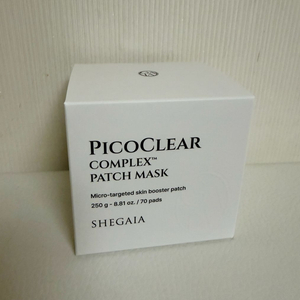 PICOCLEAR
COMPLEX™
PATCH MASK
Micro-targeted skin booster patch
250 g - 8.81 oz. / 70 pads
SHEGAIA